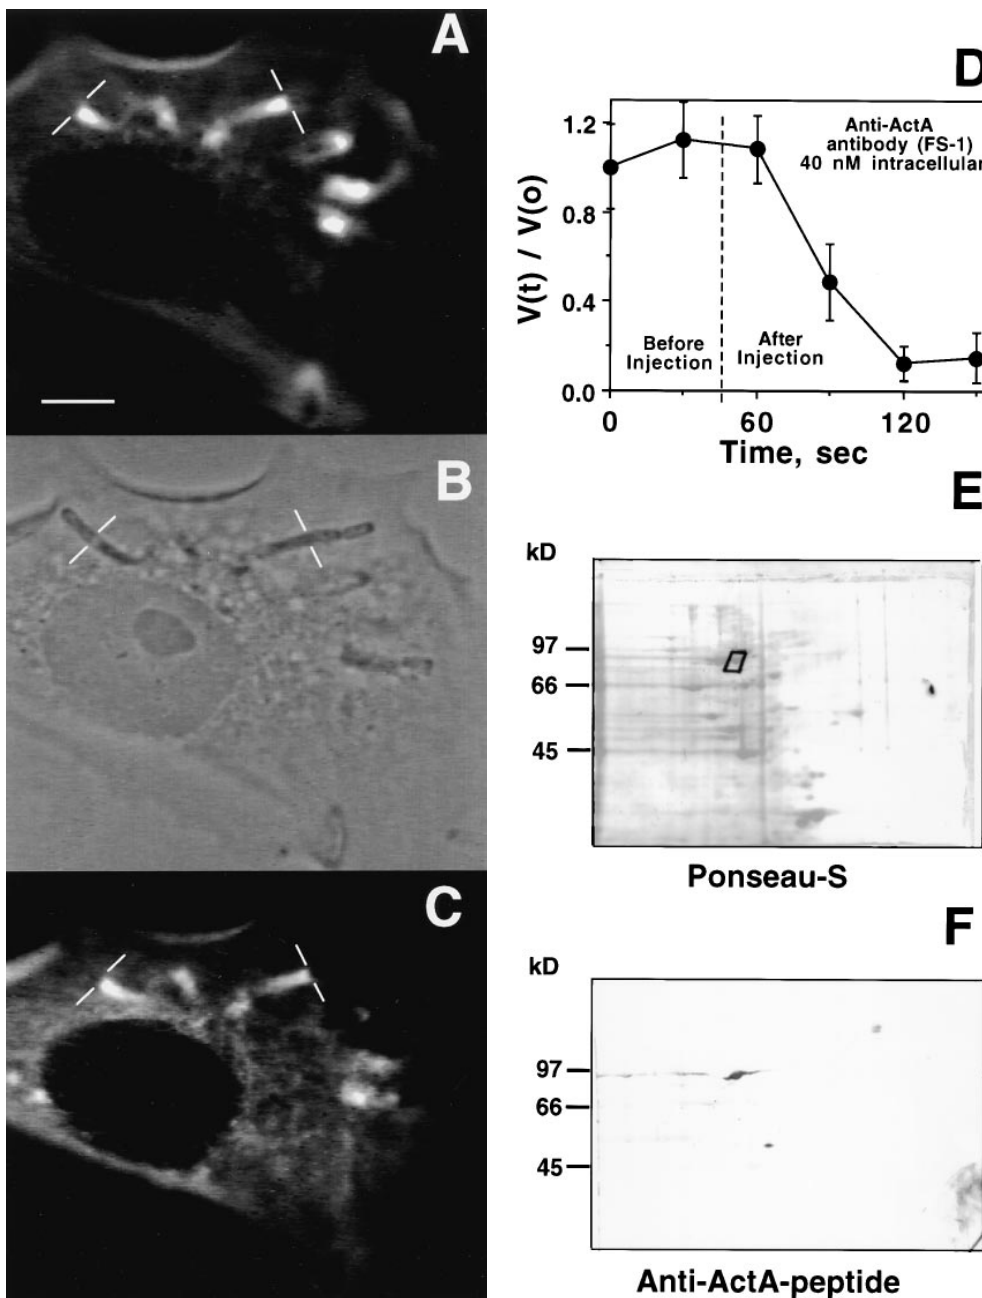 A
B
C
D
Anti-ActA
antibody (FS-1)
40 nM intracellular
V(t) / V(o)
1.2
0.8
0.4
0.0
Before
Injection
After
Injection
0
60
120
Time, sec
E
kD
97
66
45
Ponseau-S
F
kD
97
66
45
Anti-ActA-peptide